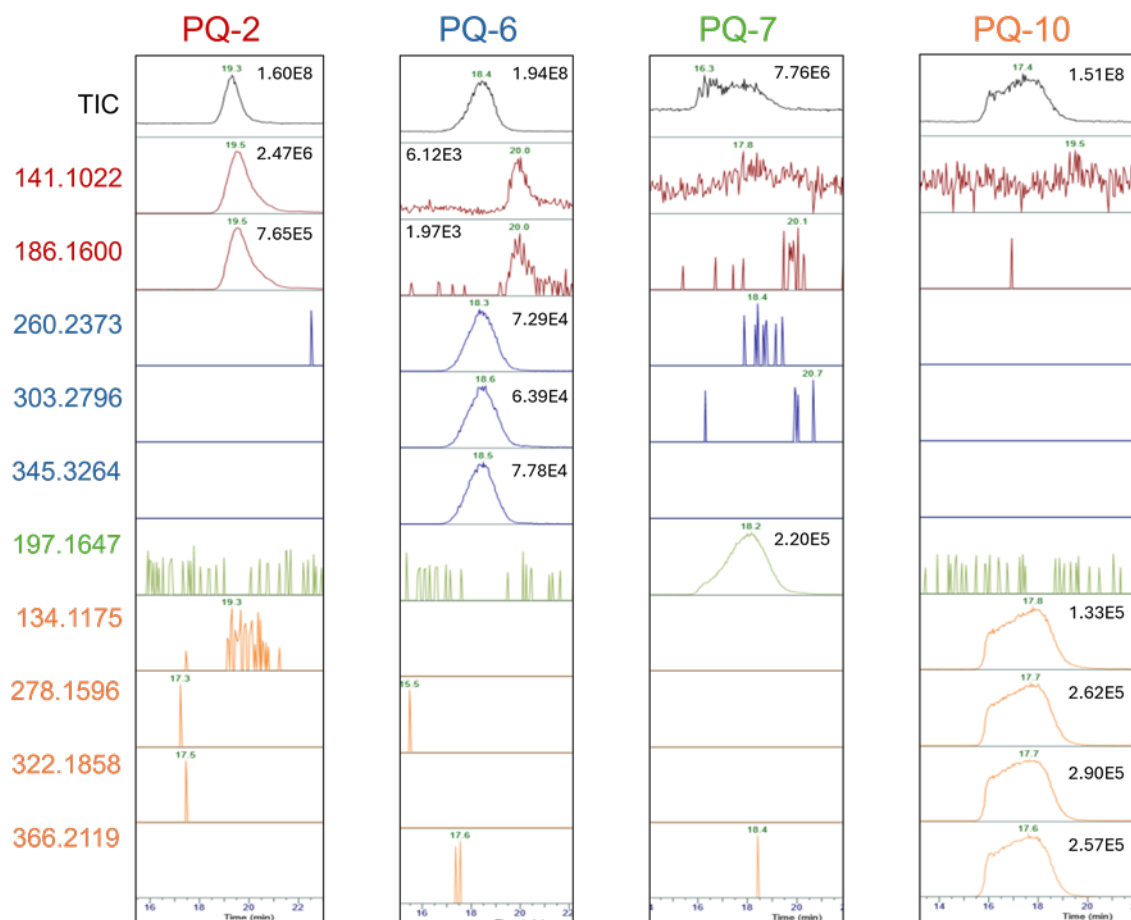 PQ-2 PQ-6 PQ-7 PQ-10
TIC 19.3 1.60E8 18.4 1.94E8 16.3 7.76E6 17.4 1.51E8
141.1022 19.5 2.47E6 6.12E3 20.0 17.8 19.5
186.1600 19.5 7.65E5 1.97E3 20.0 20.1
260.2373 18.3 7.29E4 18.4
303.2796 18.6 6.39E4 20.7
345.3264 18.5 7.78E4
197.1647 18.2 2.20E5
134.1175 19.3 17.8 1.33E5
278.1596 17.3 15.5 17.7 2.62E5
322.1858 17.5 17.7 2.90E5
366.2119 17.6 18.4 17.6 2.57E5
16 18 20 22 16 18 20 22 16 18 20 14 16 18 20
Time (min) Time (min) Time (min)